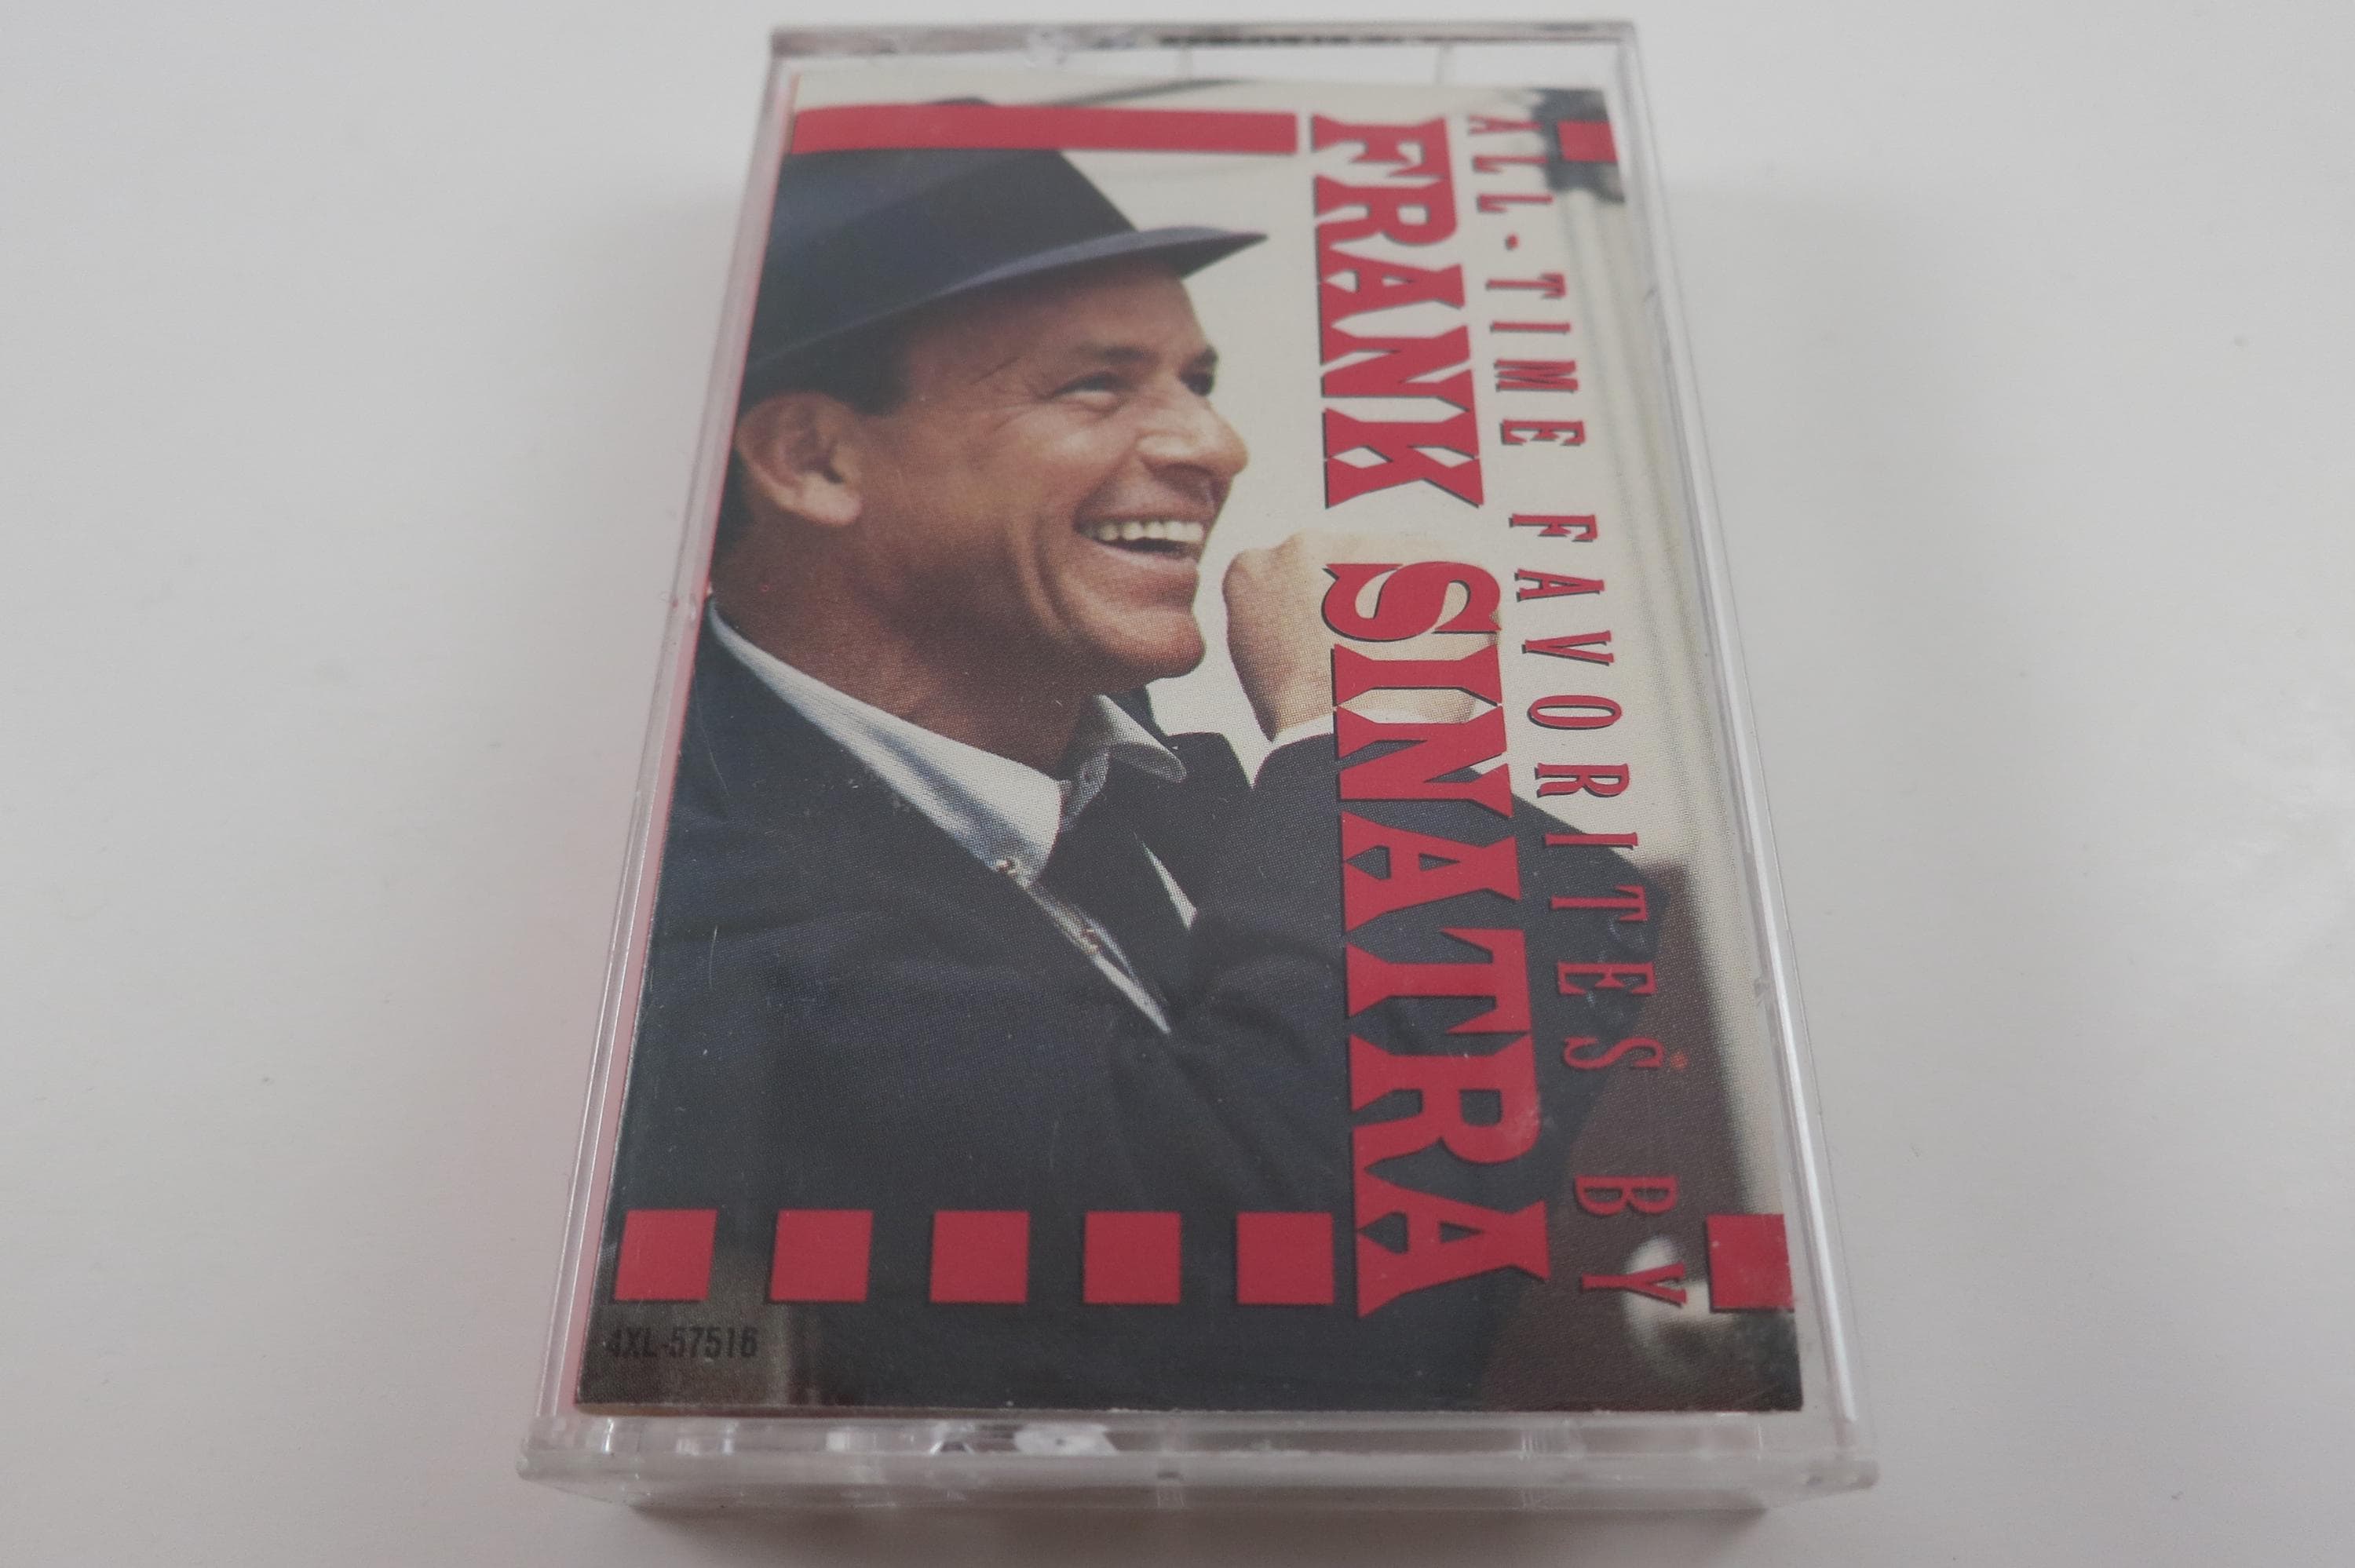 ALL·TIME FAVORITES BY
FRANK SINATRA
4XL-57516